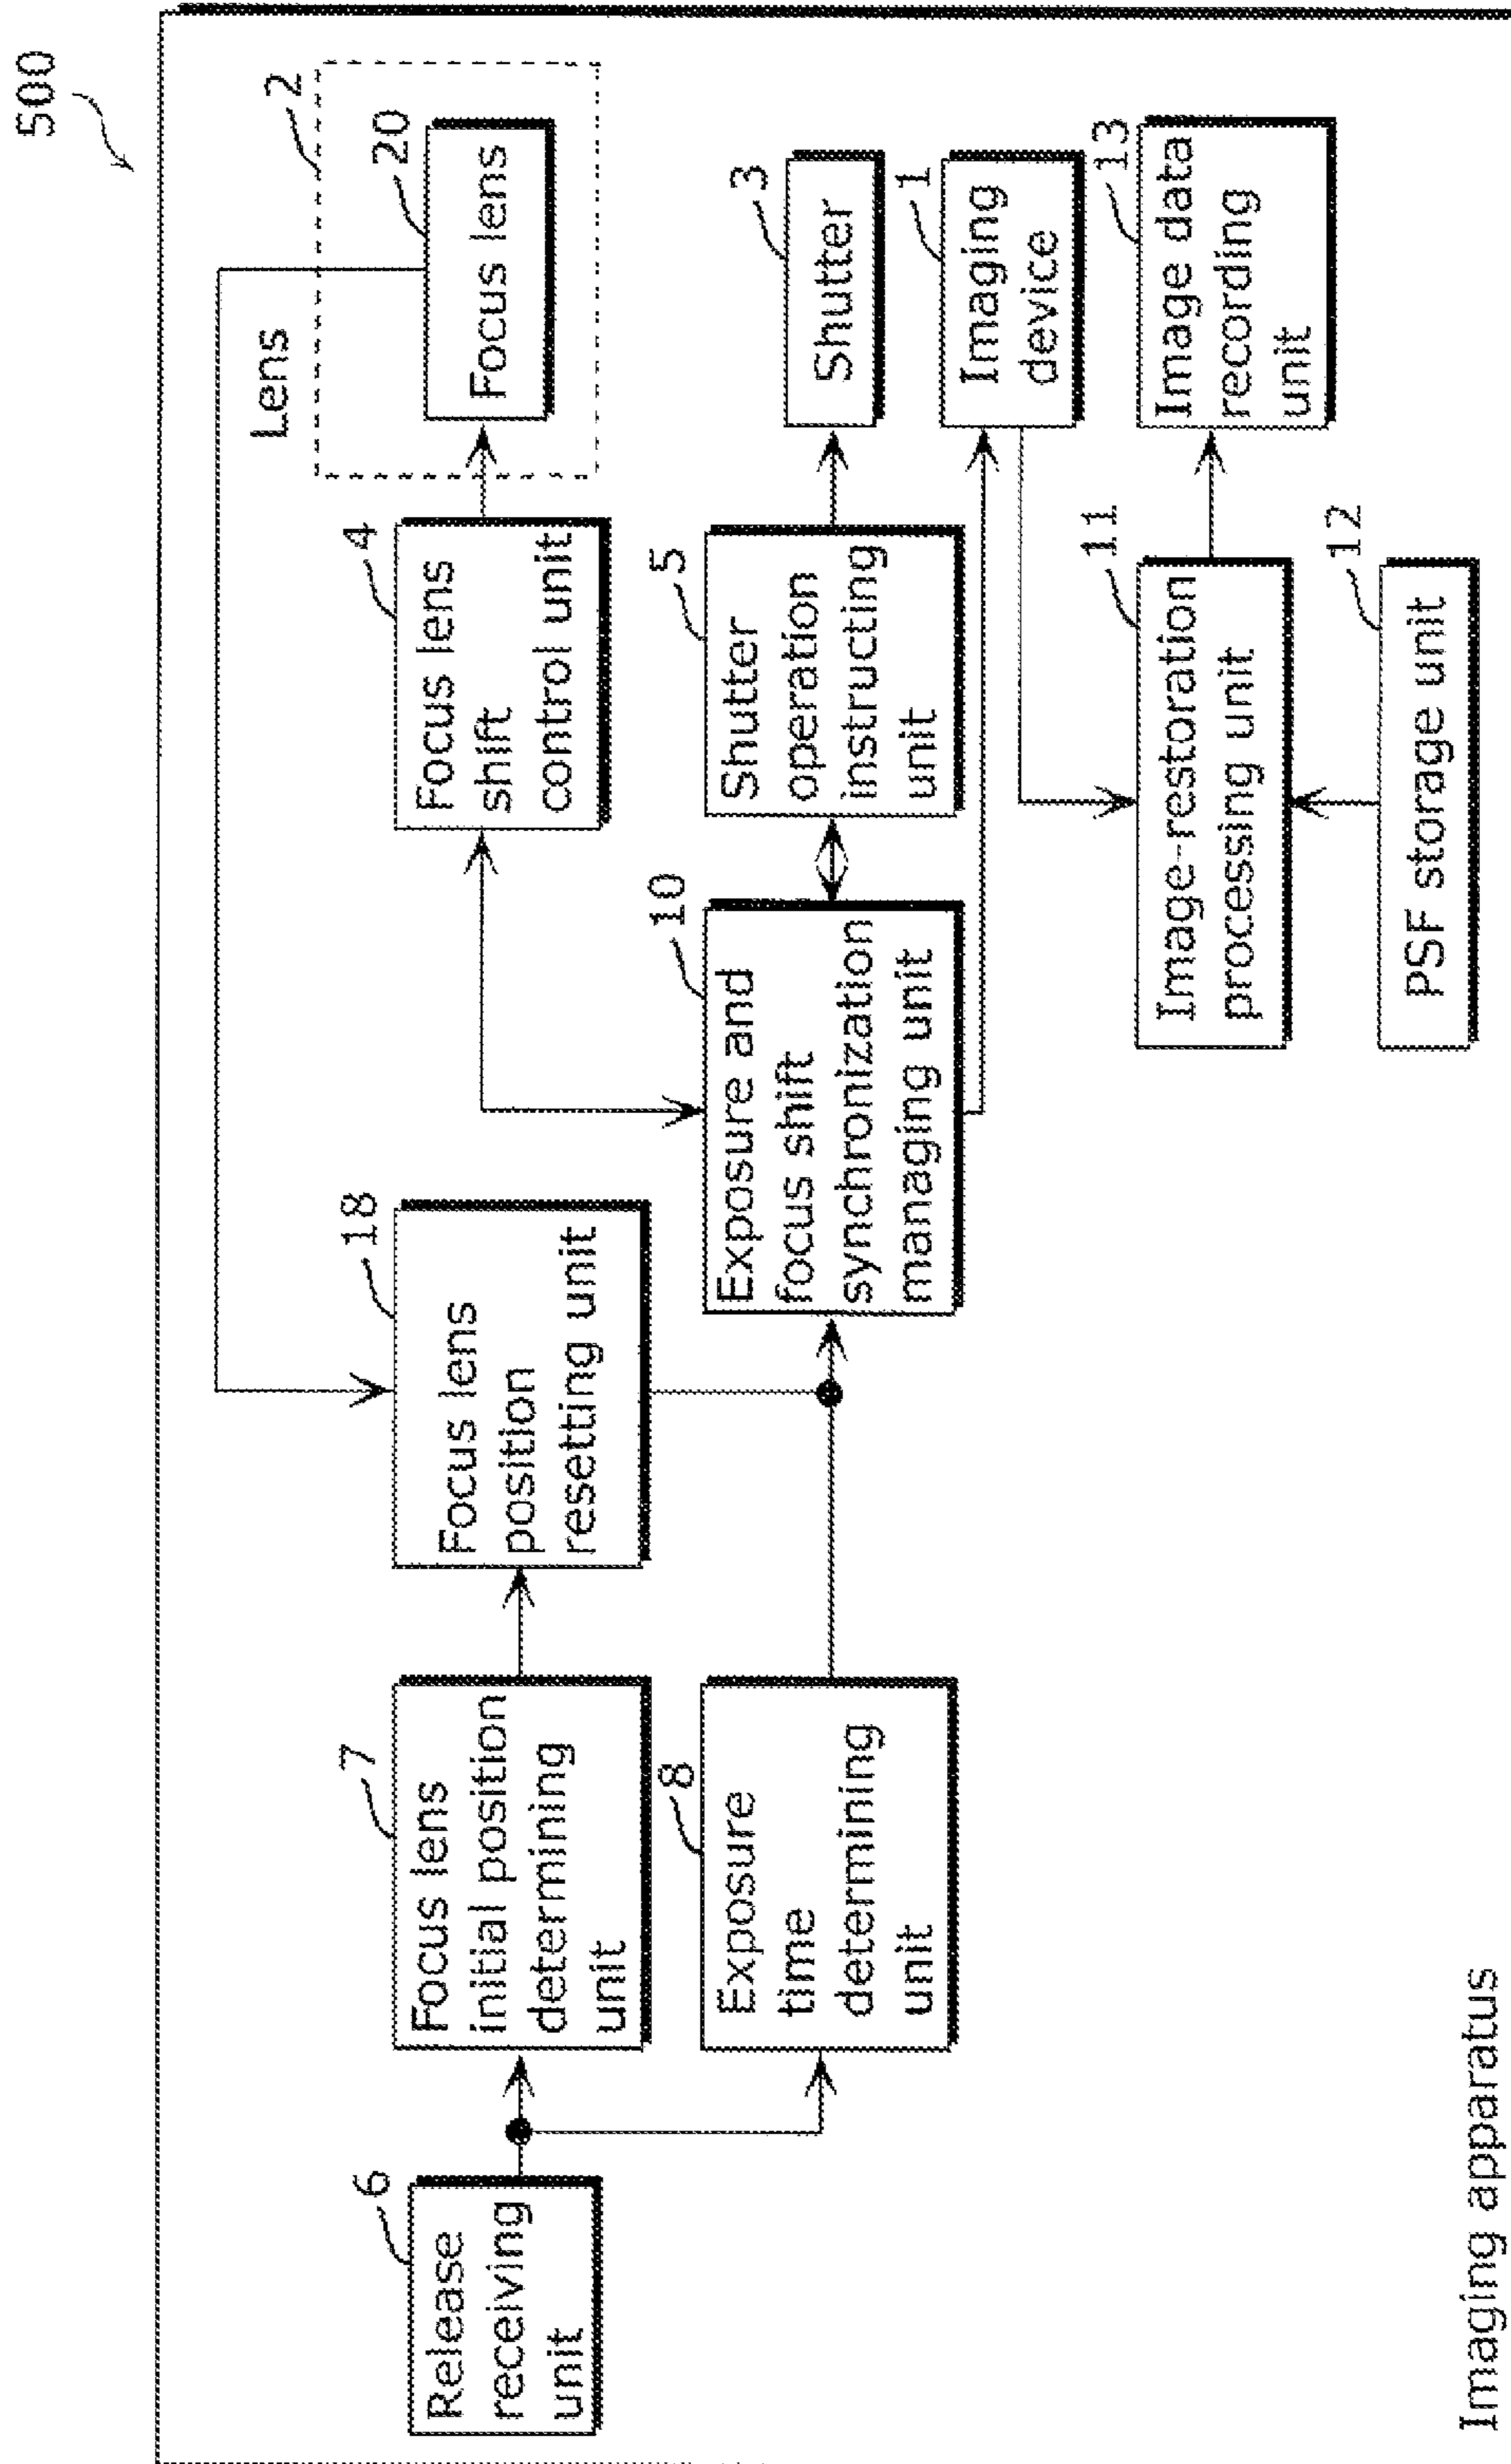 500
2
Lens
20
Focus lens
4
Focus lens
shift
control unit
18
Focus lens
position
resetting unit
7
Focus lens
initial position
determining
unit
6
Release
receiving
unit
8
Exposure
time
determining
unit
10
Exposure and
focus shift
synchronization
managing unit
5
Shutter
operation
instructing
unit
3
Shutter
1
Imaging
device
11
Image-restoration
processing unit
13
Image data
recording
unit
12
PSF storage unit
Imaging apparatus